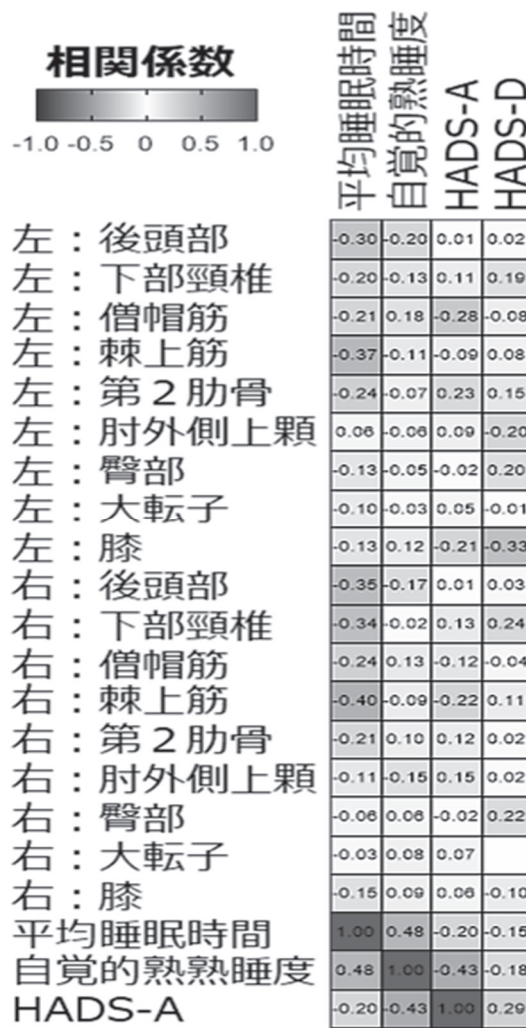 相関係数
-1.0 -0.5 0 0.5 1.0
平均睡眠時間
自覚的熟睡度
HADS-A
HADS-D
左：後頭部 -0.30 -0.20 0.01 0.02
左：下部頸椎 -0.20 -0.13 0.11 0.19
左：僧帽筋 -0.21 0.18 -0.28 -0.08
左：棘上筋 -0.37 -0.11 -0.09 0.08
左：第２肋骨 -0.24 -0.07 0.23 0.15
左：肘外側上顆 0.06 -0.06 0.09 -0.20
左：臀部 -0.13 -0.05 -0.02 0.20
左：大転子 -0.10 -0.03 0.05 -0.01
左：膝 -0.13 0.12 -0.21 -0.33
右：後頭部 -0.35 -0.17 0.01 0.03
右：下部頸椎 -0.34 -0.02 0.13 0.24
右：僧帽筋 -0.24 0.13 -0.12 -0.04
右：棘上筋 -0.40 -0.09 -0.22 0.11
右：第２肋骨 -0.21 0.10 0.12 0.02
右：肘外側上顆 -0.11 -0.15 0.15 0.02
右：臀部 -0.06 0.06 -0.02 0.22
右：大転子 -0.03 0.08 0.07
右：膝 -0.15 0.09 0.06 -0.10
平均睡眠時間 1.00 0.48 -0.20 -0.15
自覚的熟熟睡度 0.48 1.00 -0.43 -0.18
HADS-A -0.20 -0.43 1.00 0.29